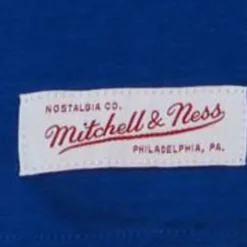 NOSTALGIA CO.
Mitchell & Ness
PHILADELPHIA, PA.